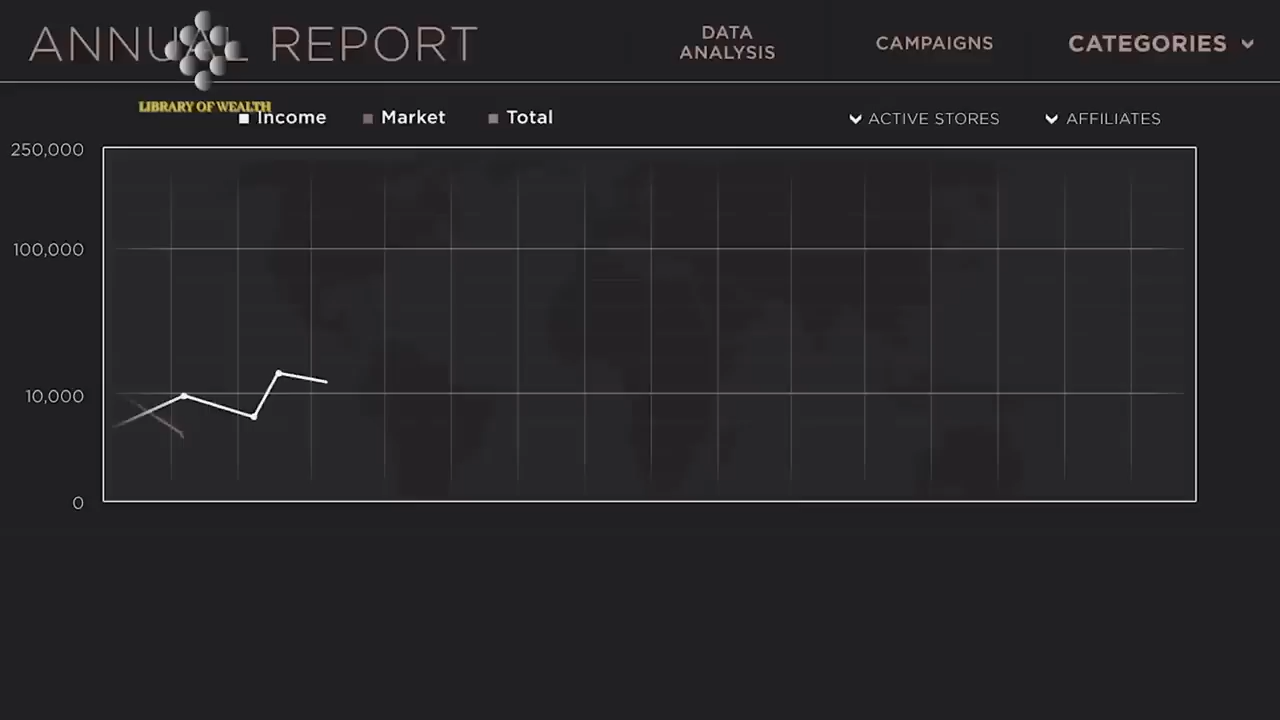 ANNUAL REPORT
DATA
ANALYSIS
CAMPAIGNS
CATEGORIES
LIBRARY OF WEALTH
Income
Market
Total
ACTIVE STORES
AFFILIATES
250,000
100,000
10,000
0